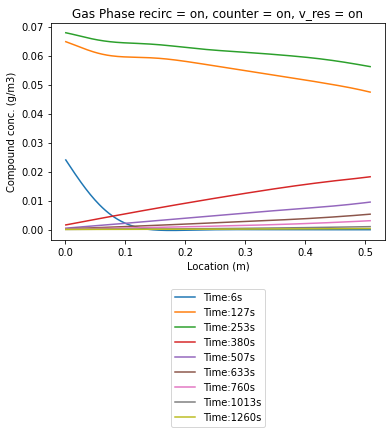 Gas Phase recirc = on, counter = on, v_res = on
0.07
0.06
0.05
0.04
0.03
0.02
0.01
0.00
Compound conc. (g/m3)
0.0 0.1 0.2 0.3 0.4 0.5
Location (m)
Time:6s
Time:127s
Time:253s
Time:380s
Time:507s
Time:633s
Time:760s
Time:1013s
Time:1260s